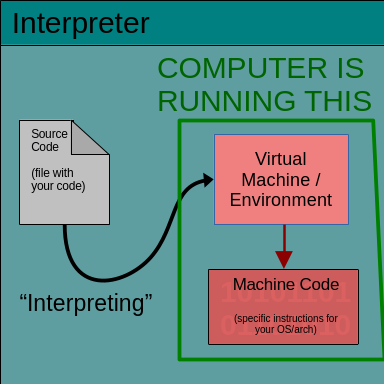 Interpreter
COMPUTER IS
RUNNING THIS
Source
Code
(file with
your code)
Virtual
Machine /
Environment
“Interpreting”
Machine Code
(specific instructions for
your OS/arch)